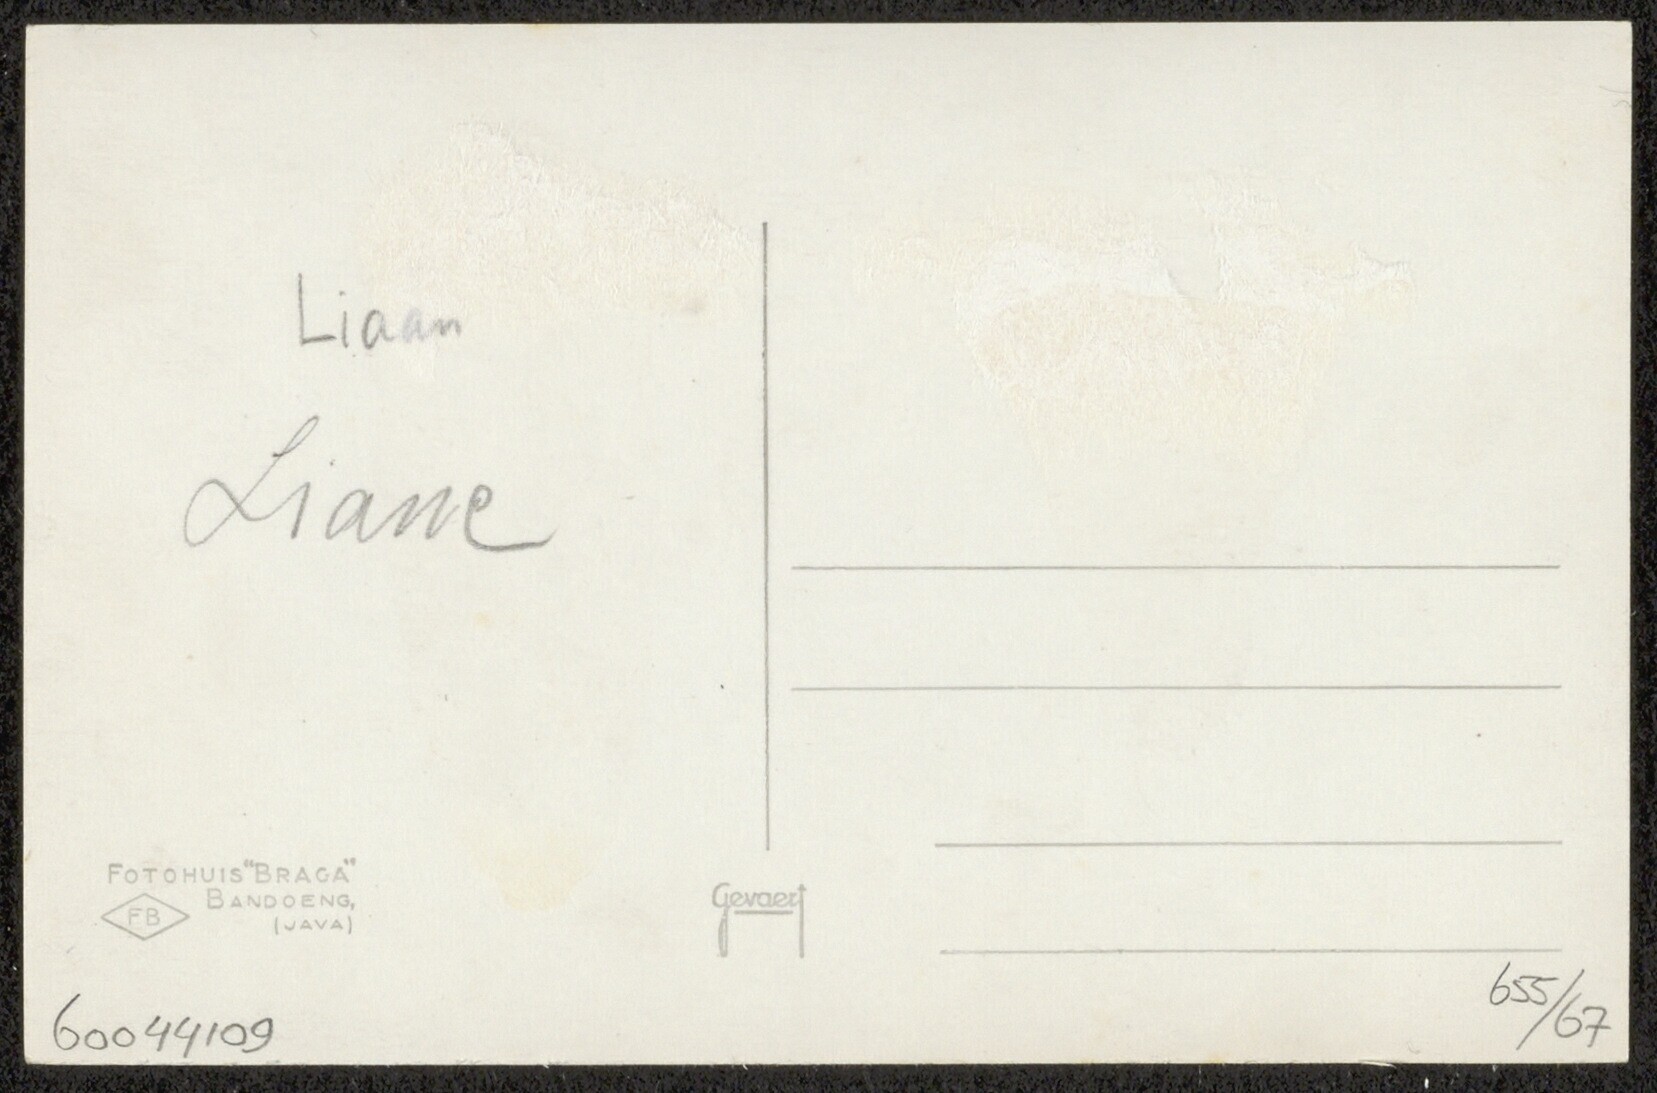 Liaan
Liane
FOTOHUIS "BRAGA"
BANDOENG,
(JAVA)
FB
Gevaert
60044109
655/67